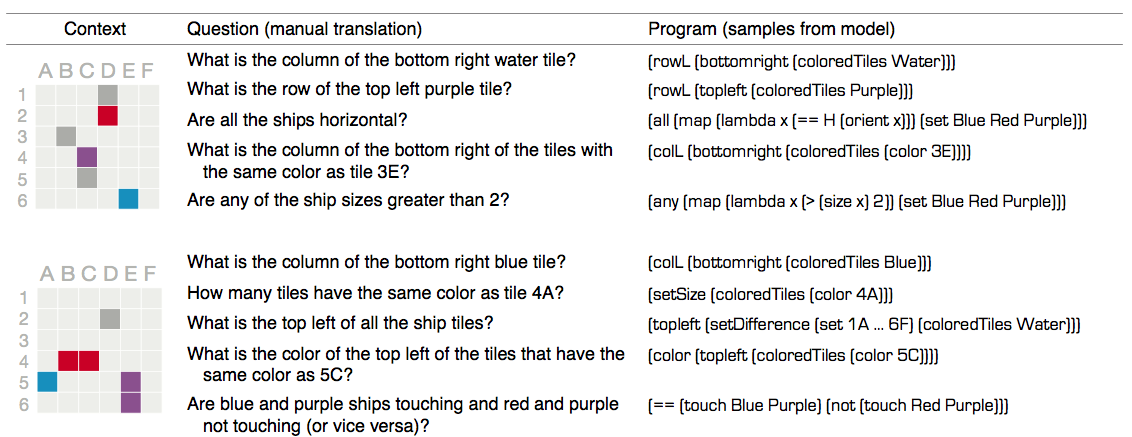 Context Question (manual translation) Program (samples from model)
What is the column of the bottom right water tile? (rowL (bottomright (coloredTiles Water)))
A B C D E F
What is the row of the top left purple tile? (rowL (topleft (coloredTiles Purple)))
1
2 Are all the ships horizontal? (all (map (lambda x (== H (orient x))) (set Blue Red Purple)))
3
What is the column of the bottom right of the tiles with (colL (bottomright (coloredTiles (color 3E))))
4
same color as tile 3E?
5
6 Are any of the ship sizes greater than 2? (any (map (lambda x (> (size x) 2)) (set Blue Red Purple)))
What is the column of the bottom right blue tile? (colL (bottomright (coloredTiles Blue)))
A B C D E F
1 How many tiles have the same color as tile 4A? (setSize (coloredTiles (color 4A)))
2 What is the top left of all the ship tiles? (topleft (setDifference (set 1A ... 6F) (coloredTiles Water)))
3
4 What is the color of the top left of the tiles that have the (color (topleft (coloredTiles (color 5C))))
5 same color as 5C?
6 Are blue and purple ships touching and red and purple (== (touch Blue Purple) (not (touch Red Purple)))
not touching (or vice versa)?